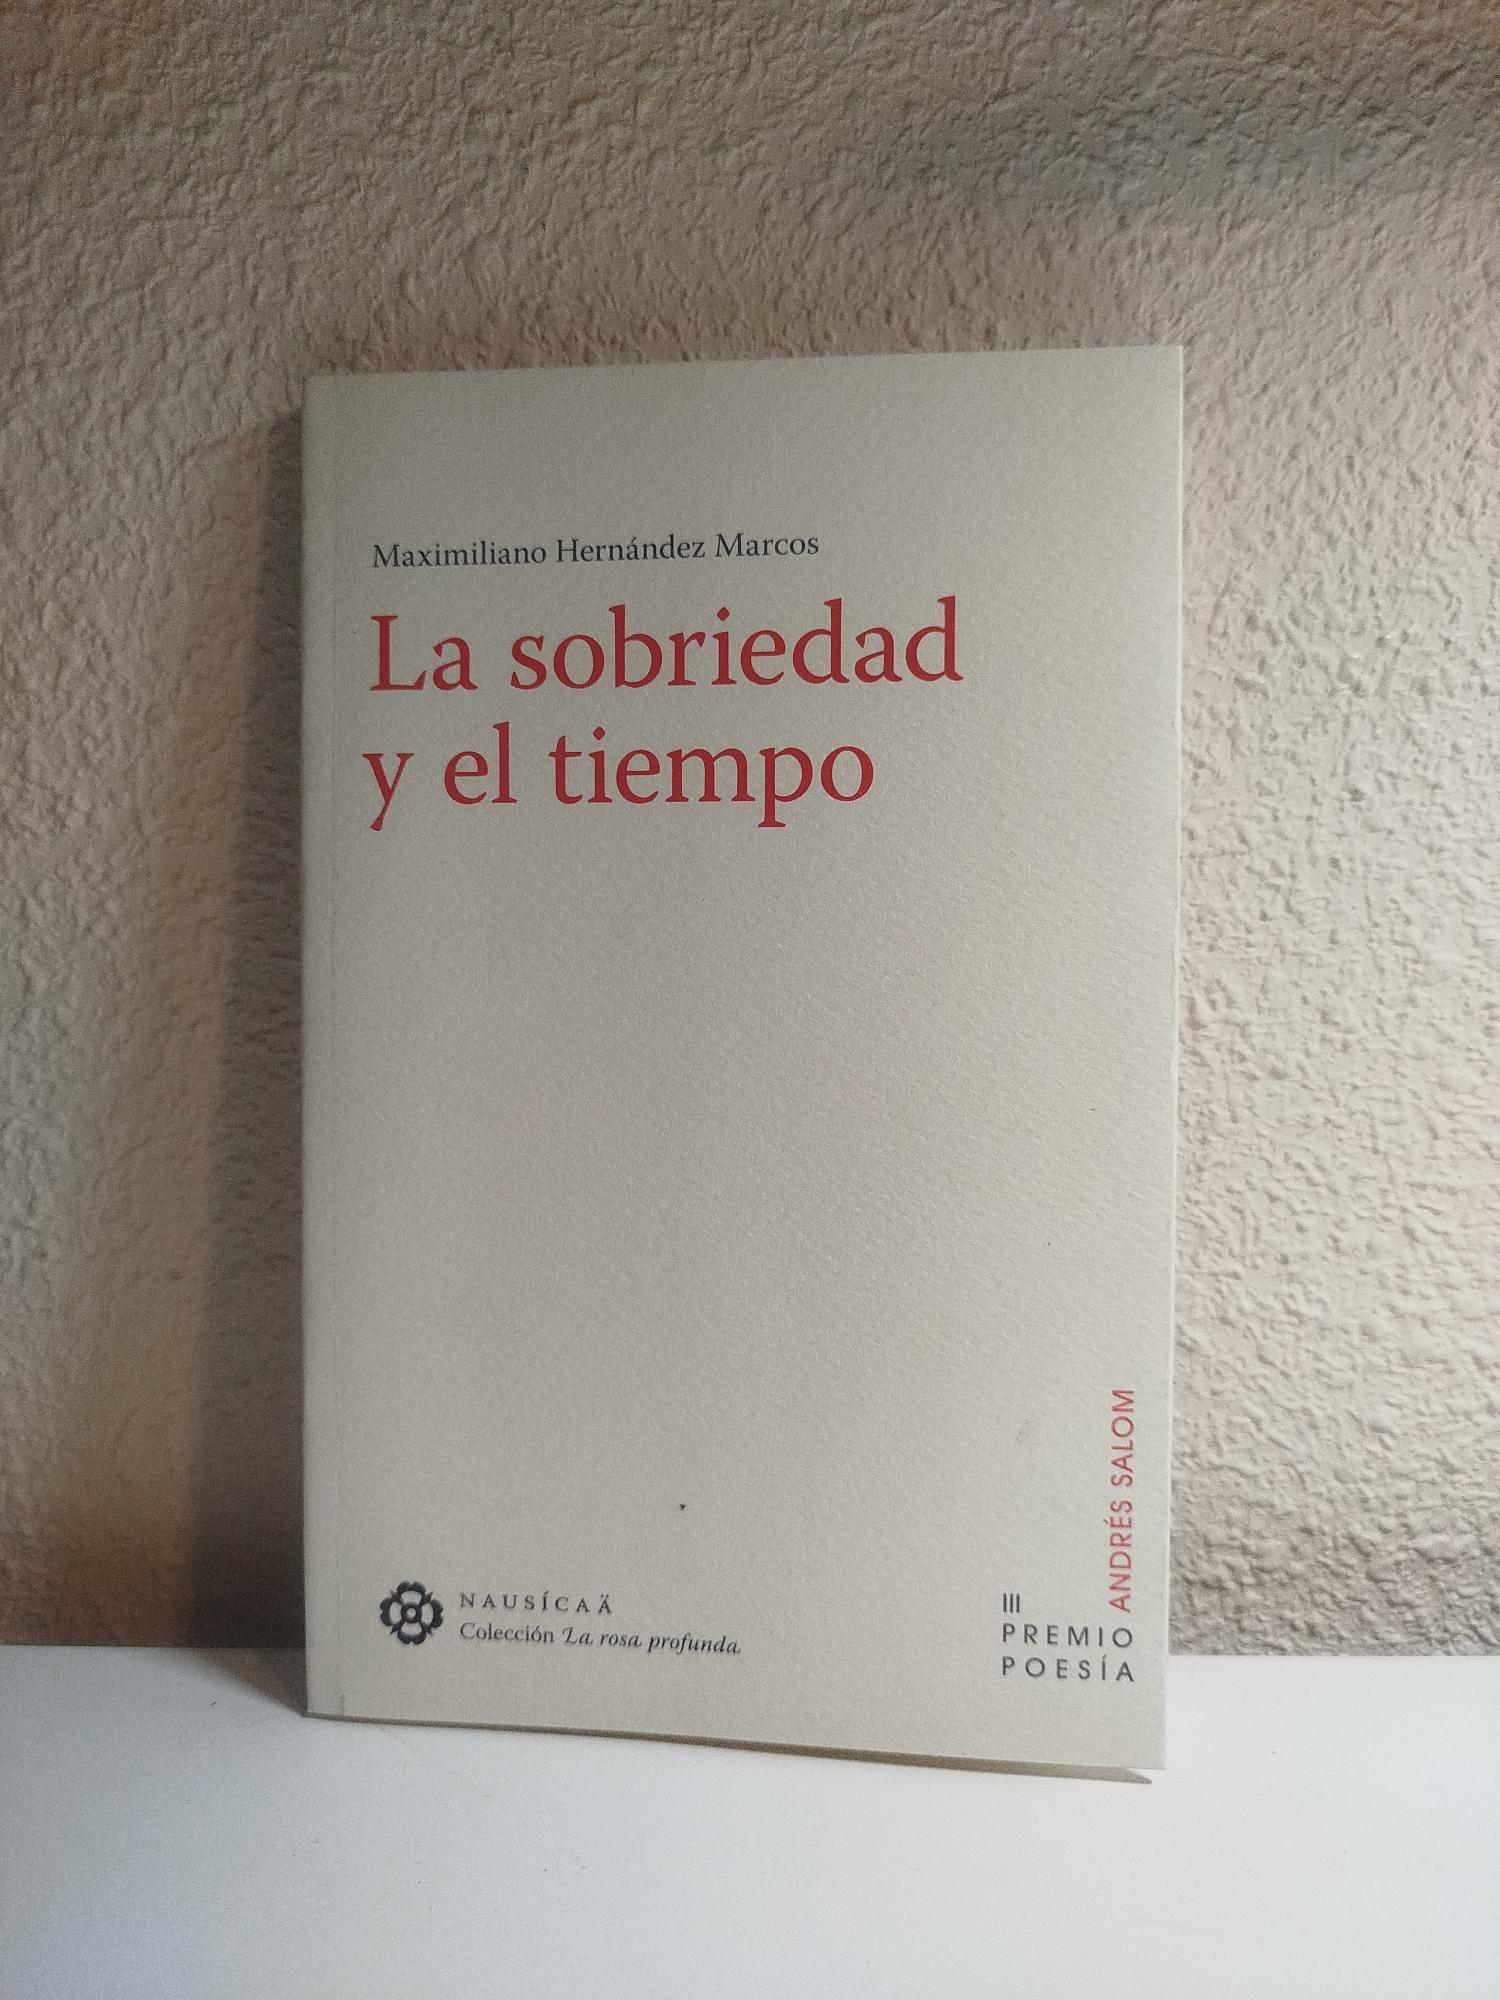 Maximiliano Hernández Marcos
La sobriedad
y el tiempo
NAUSÍCAÄ
Colección La rosa profunda
III
PREMIO
POESÍA
ANDRÉS SALOM